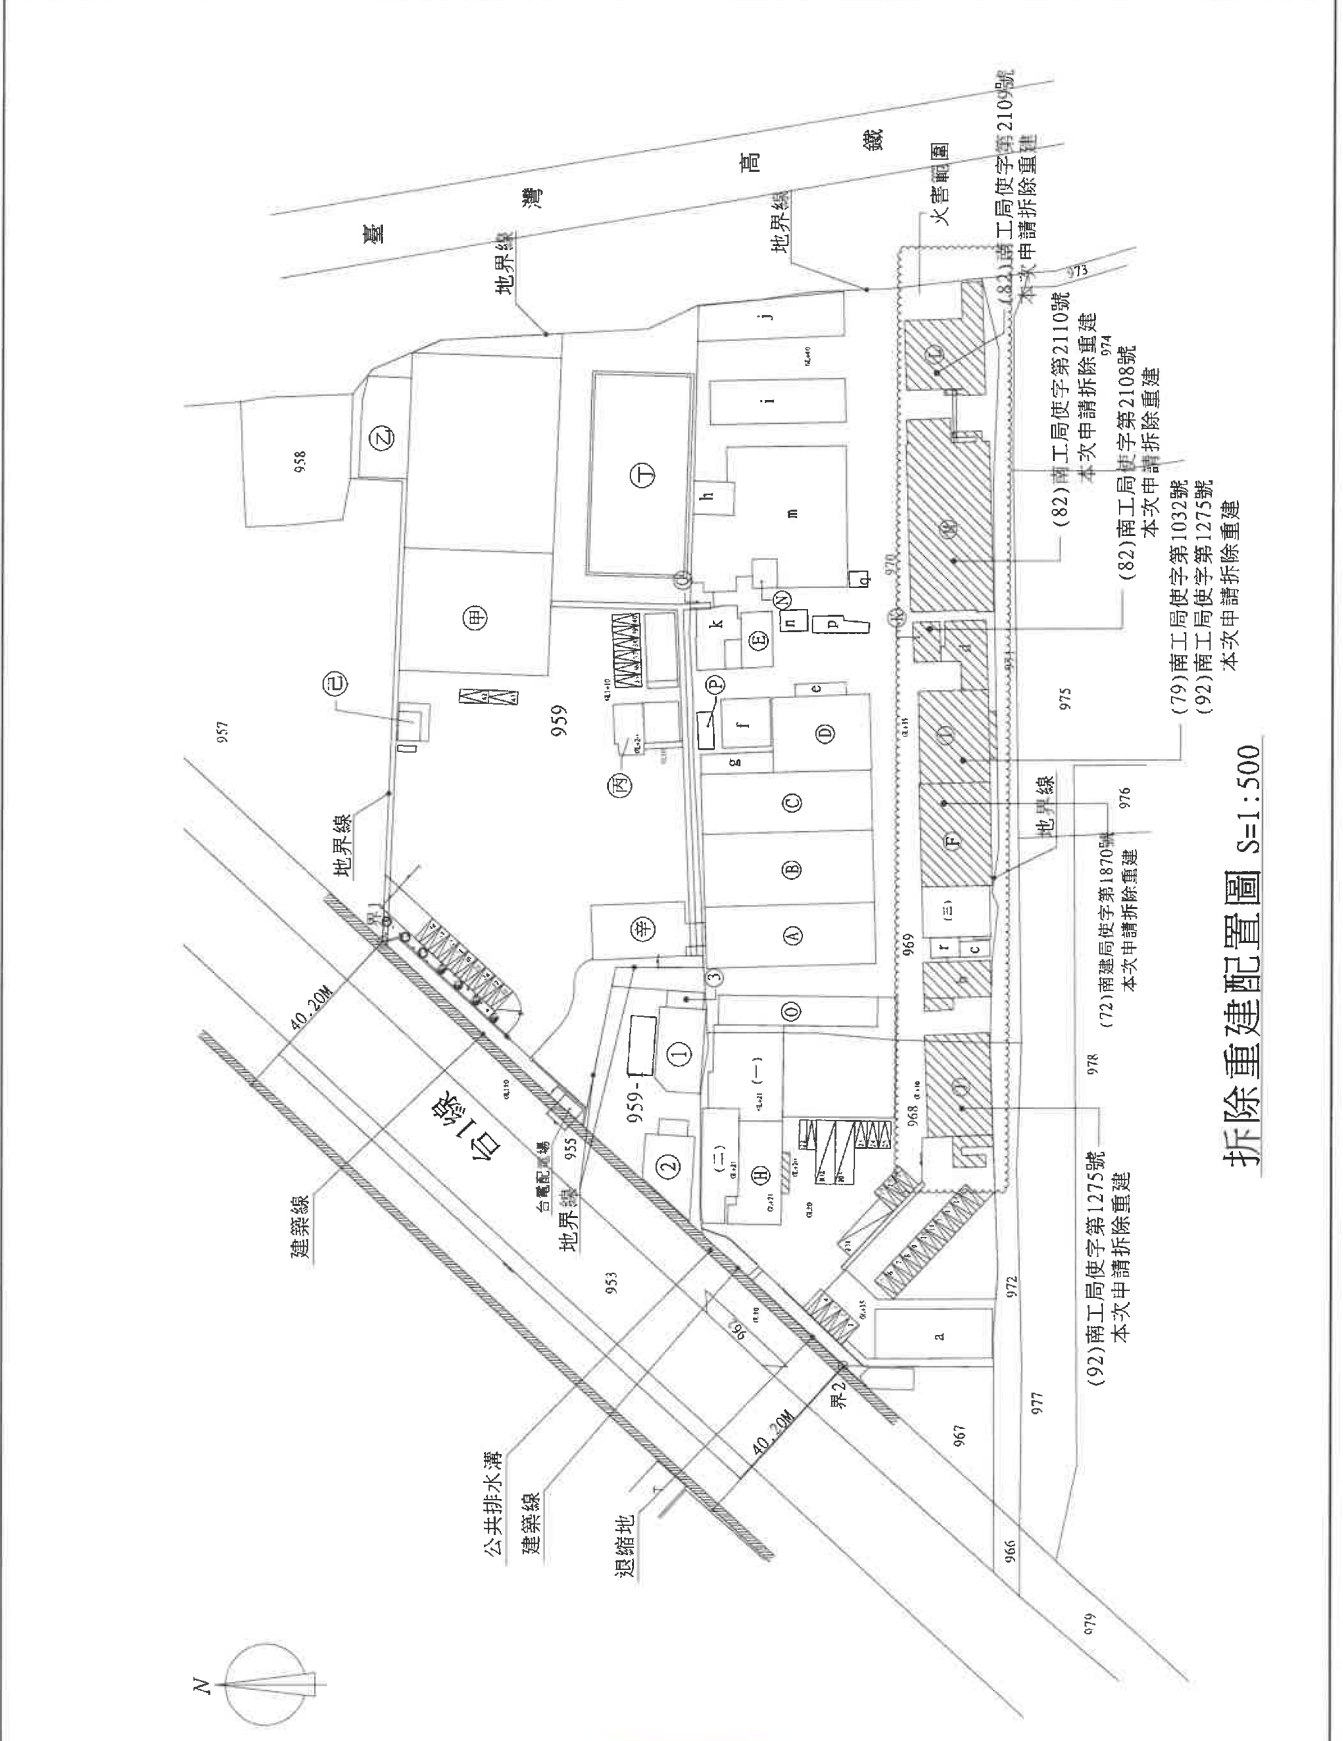 N
臺
灣
高
鐵
地界線
地界線
火害範圍
(82)南工局使字第2109號
本次申請拆除重建
973
(82)南工局使字第2110號
本次申請拆除重建
974
(82)南工局使字第2108號
本次申請拆除重建
(79)南工局使字第1032號
(92)南工局使字第1275號
本次申請拆除重建
975
976
地界線
(72)南建局使字第1870號
本次申請拆除重建
978
(92)南工局使字第1275號
本次申請拆除重建
972
977
967
966
979
958
乙
甲
丁
己
957
959
丙
辛
地界線
界1
40.20M
台1線
建築線
955
地界線
959-1
953
962
公共排水溝
建築線
退縮地
40.20M
界2
j
i
h
m
q
N
n
p
k
E
P
e
f
g
D
C
B
A
O
3
1
2
(一)
(二)
H
a
970
L
K
d
I
F
(三)
r
c
b
J
969
968
拆除重建配置圖 S=1:500